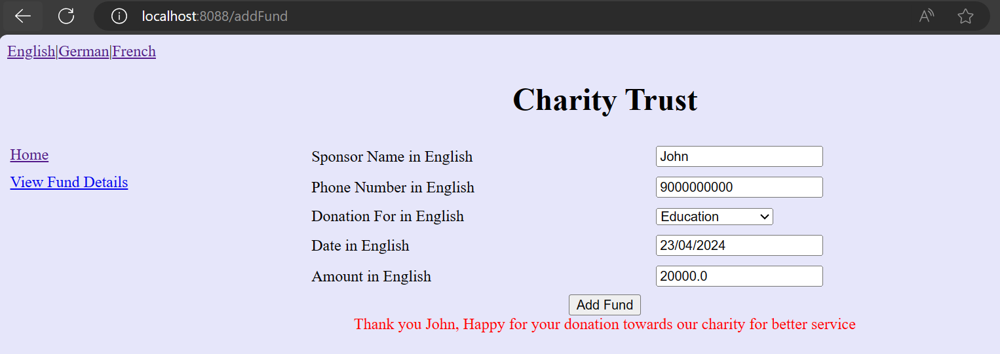 localhost:8088/addFund
English|German|French
Charity Trust
Home
View Fund Details
Sponsor Name in English John
Phone Number in English 9000000000
Donation For in English Education
Date in English 23/04/2024
Amount in English 20000.0
Add Fund
Thank you John, Happy for your donation towards our charity for better service